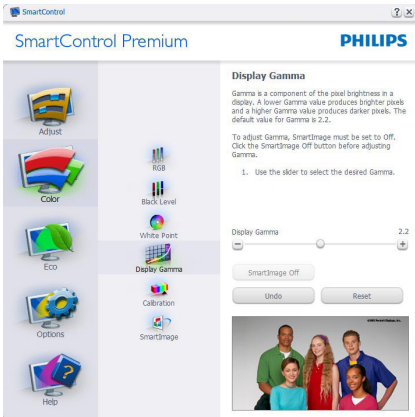 SmartControl
SmartControl Premium
PHILIPS
Adjust
Color
Eco
Options
Help
RGB
Black Level
White Point
Display Gamma
Calibration
SmartImage
Display Gamma
Gamma is a component of the pixel brightness in a
display. A lower Gamma value produces brighter pixels
and a higher Gamma value produces darker pixels. The
default value for Gamma is 2.2.
To adjust Gamma, SmartImage must be set to Off.
Click the SmartImage Off button before adjusting
Gamma.
1. Use the slider to select the desired Gamma.
Display Gamma 2.2
SmartImage Off
Undo Reset